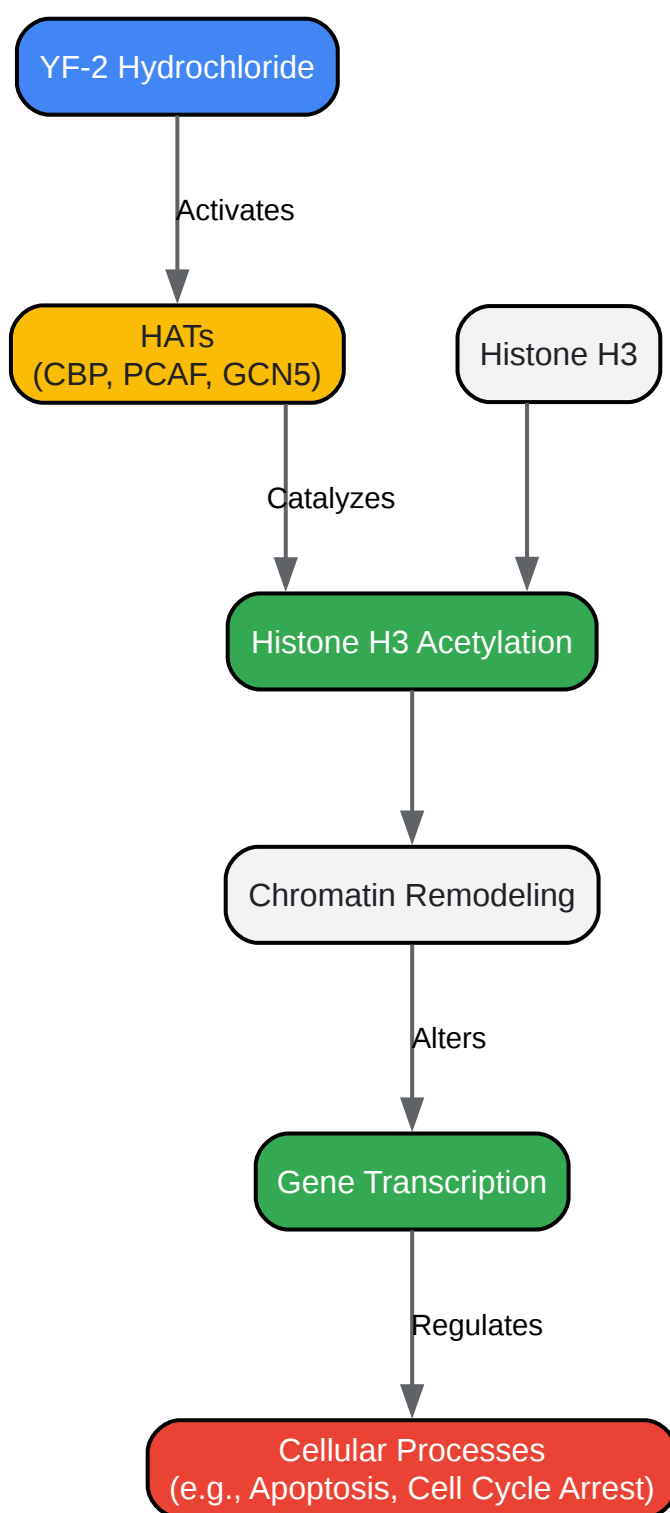 YF-2 Hydrochloride
Activates
HATs
(CBP, PCAF, GCN5)
Histone H3
Catalyzes
Histone H3 Acetylation
Chromatin Remodeling
Alters
Gene Transcription
Regulates
Cellular Processes
(e.g., Apoptosis, Cell Cycle Arrest)